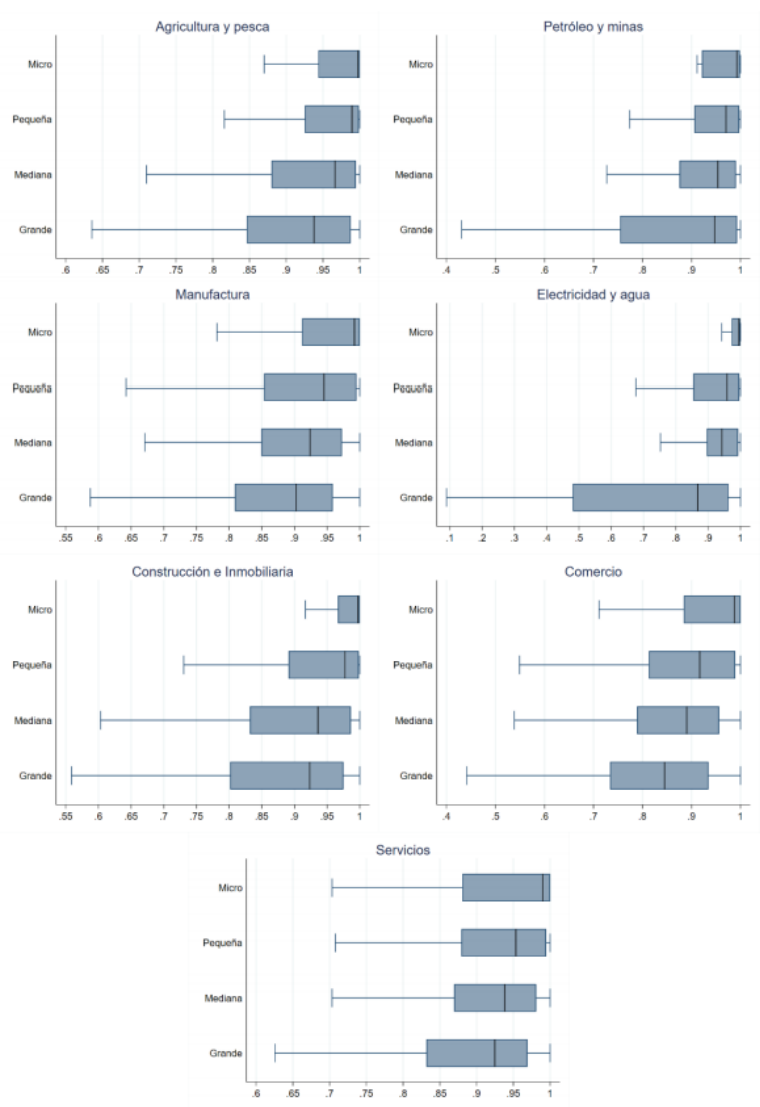 Agricultura y pesca
Micro
Pequeña
Mediana
Grande
.6 .65 .7 .75 .8 .85 .9 .95 1
Petróleo y minas
Micro
Pequeña
Mediana
Grande
.4 .5 .6 .7 .8 .9 1
Manufactura
Micro
Pequeña
Mediana
Grande
.55 .6 .65 .7 .75 .8 .85 .9 .95 1
Electricidad y agua
Micro
Pequeña
Mediana
Grande
.1 .2 .3 .4 .5 .6 .7 .8 .9 1
Construcción e Inmobiliaria
Micro
Pequeña
Mediana
Grande
.55 .6 .65 .7 .75 .8 .85 .9 .95 1
Comercio
Micro
Pequeña
Mediana
Grande
.4 .5 .6 .7 .8 .9 1
Servicios
Micro
Pequeña
Mediana
Grande
.6 .65 .7 .75 .8 .85 .9 .95 1